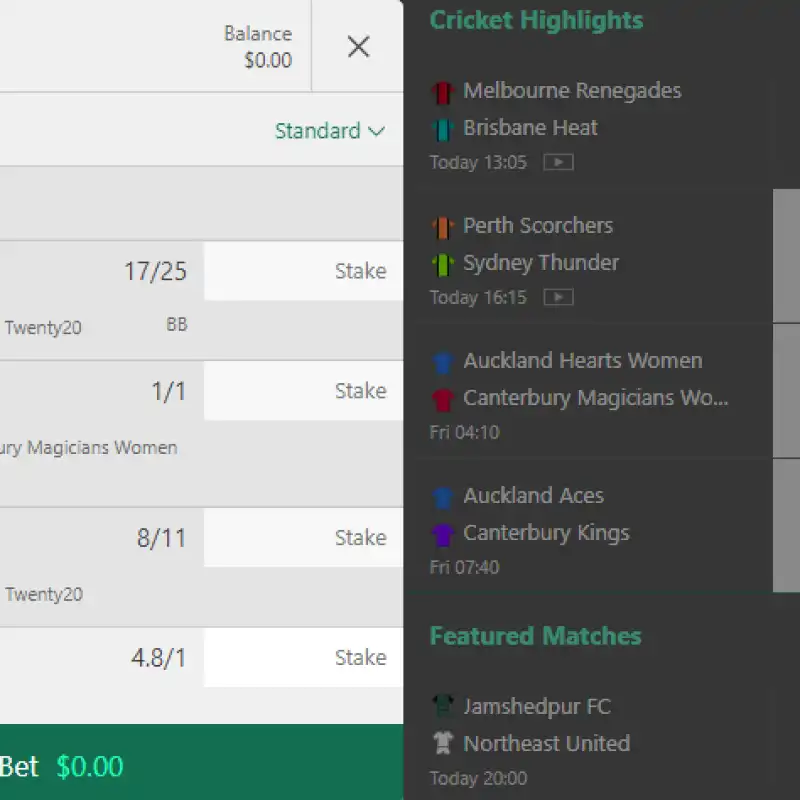 Balance
$0.00
Standard
17/25
Stake
Twenty20
BB
1/1
Stake
ury Magicians Women
8/11
Stake
Twenty20
4.8/1
Stake
Bet $0.00
Cricket Highlights
Melbourne Renegades
Brisbane Heat
Today 13:05
Perth Scorchers
Sydney Thunder
Today 16:15
Auckland Hearts Women
Canterbury Magicians Wo...
Fri 04:10
Auckland Aces
Canterbury Kings
Fri 07:40
Featured Matches
Jamshedpur FC
Northeast United
Today 20:00